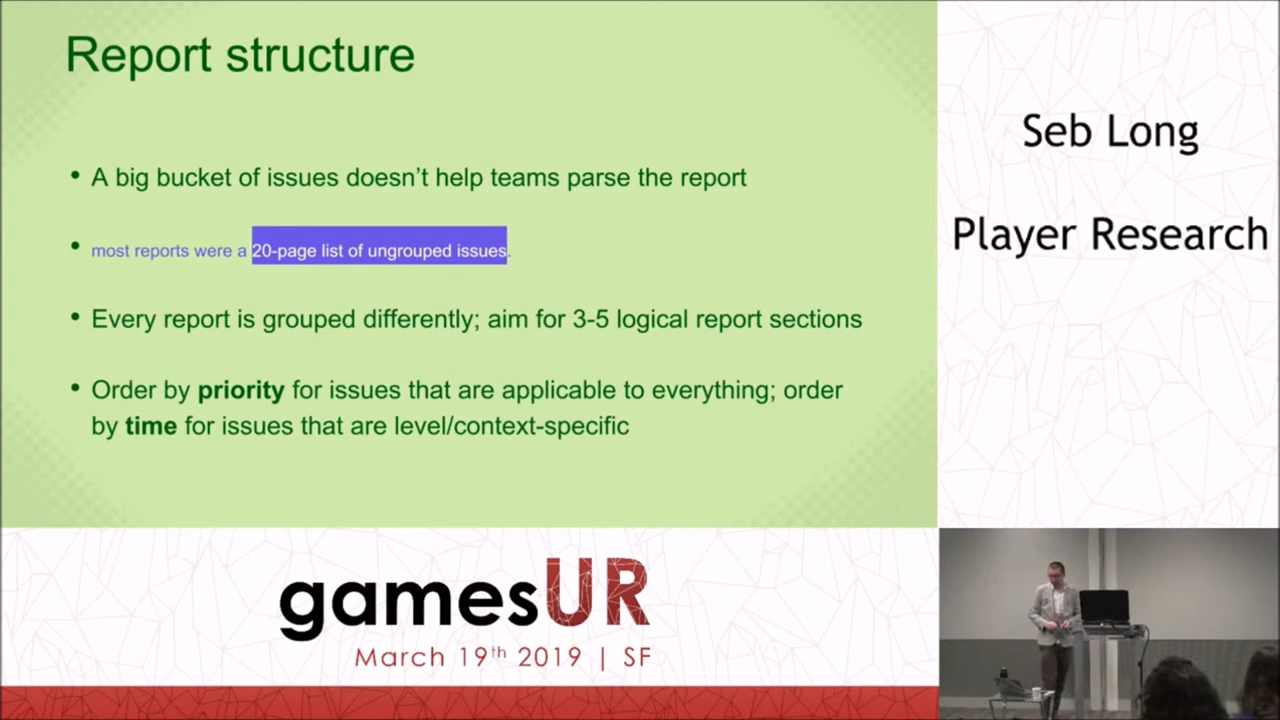 Report structure
• A big bucket of issues doesn’t help teams parse the report
• most reports were a 20-page list of ungrouped issues.
• Every report is grouped differently; aim for 3-5 logical report sections
• Order by priority for issues that are applicable to everything; order
by time for issues that are level/context-specific
Seb Long
Player Research
gamesUR
March 19th 2019 | SF